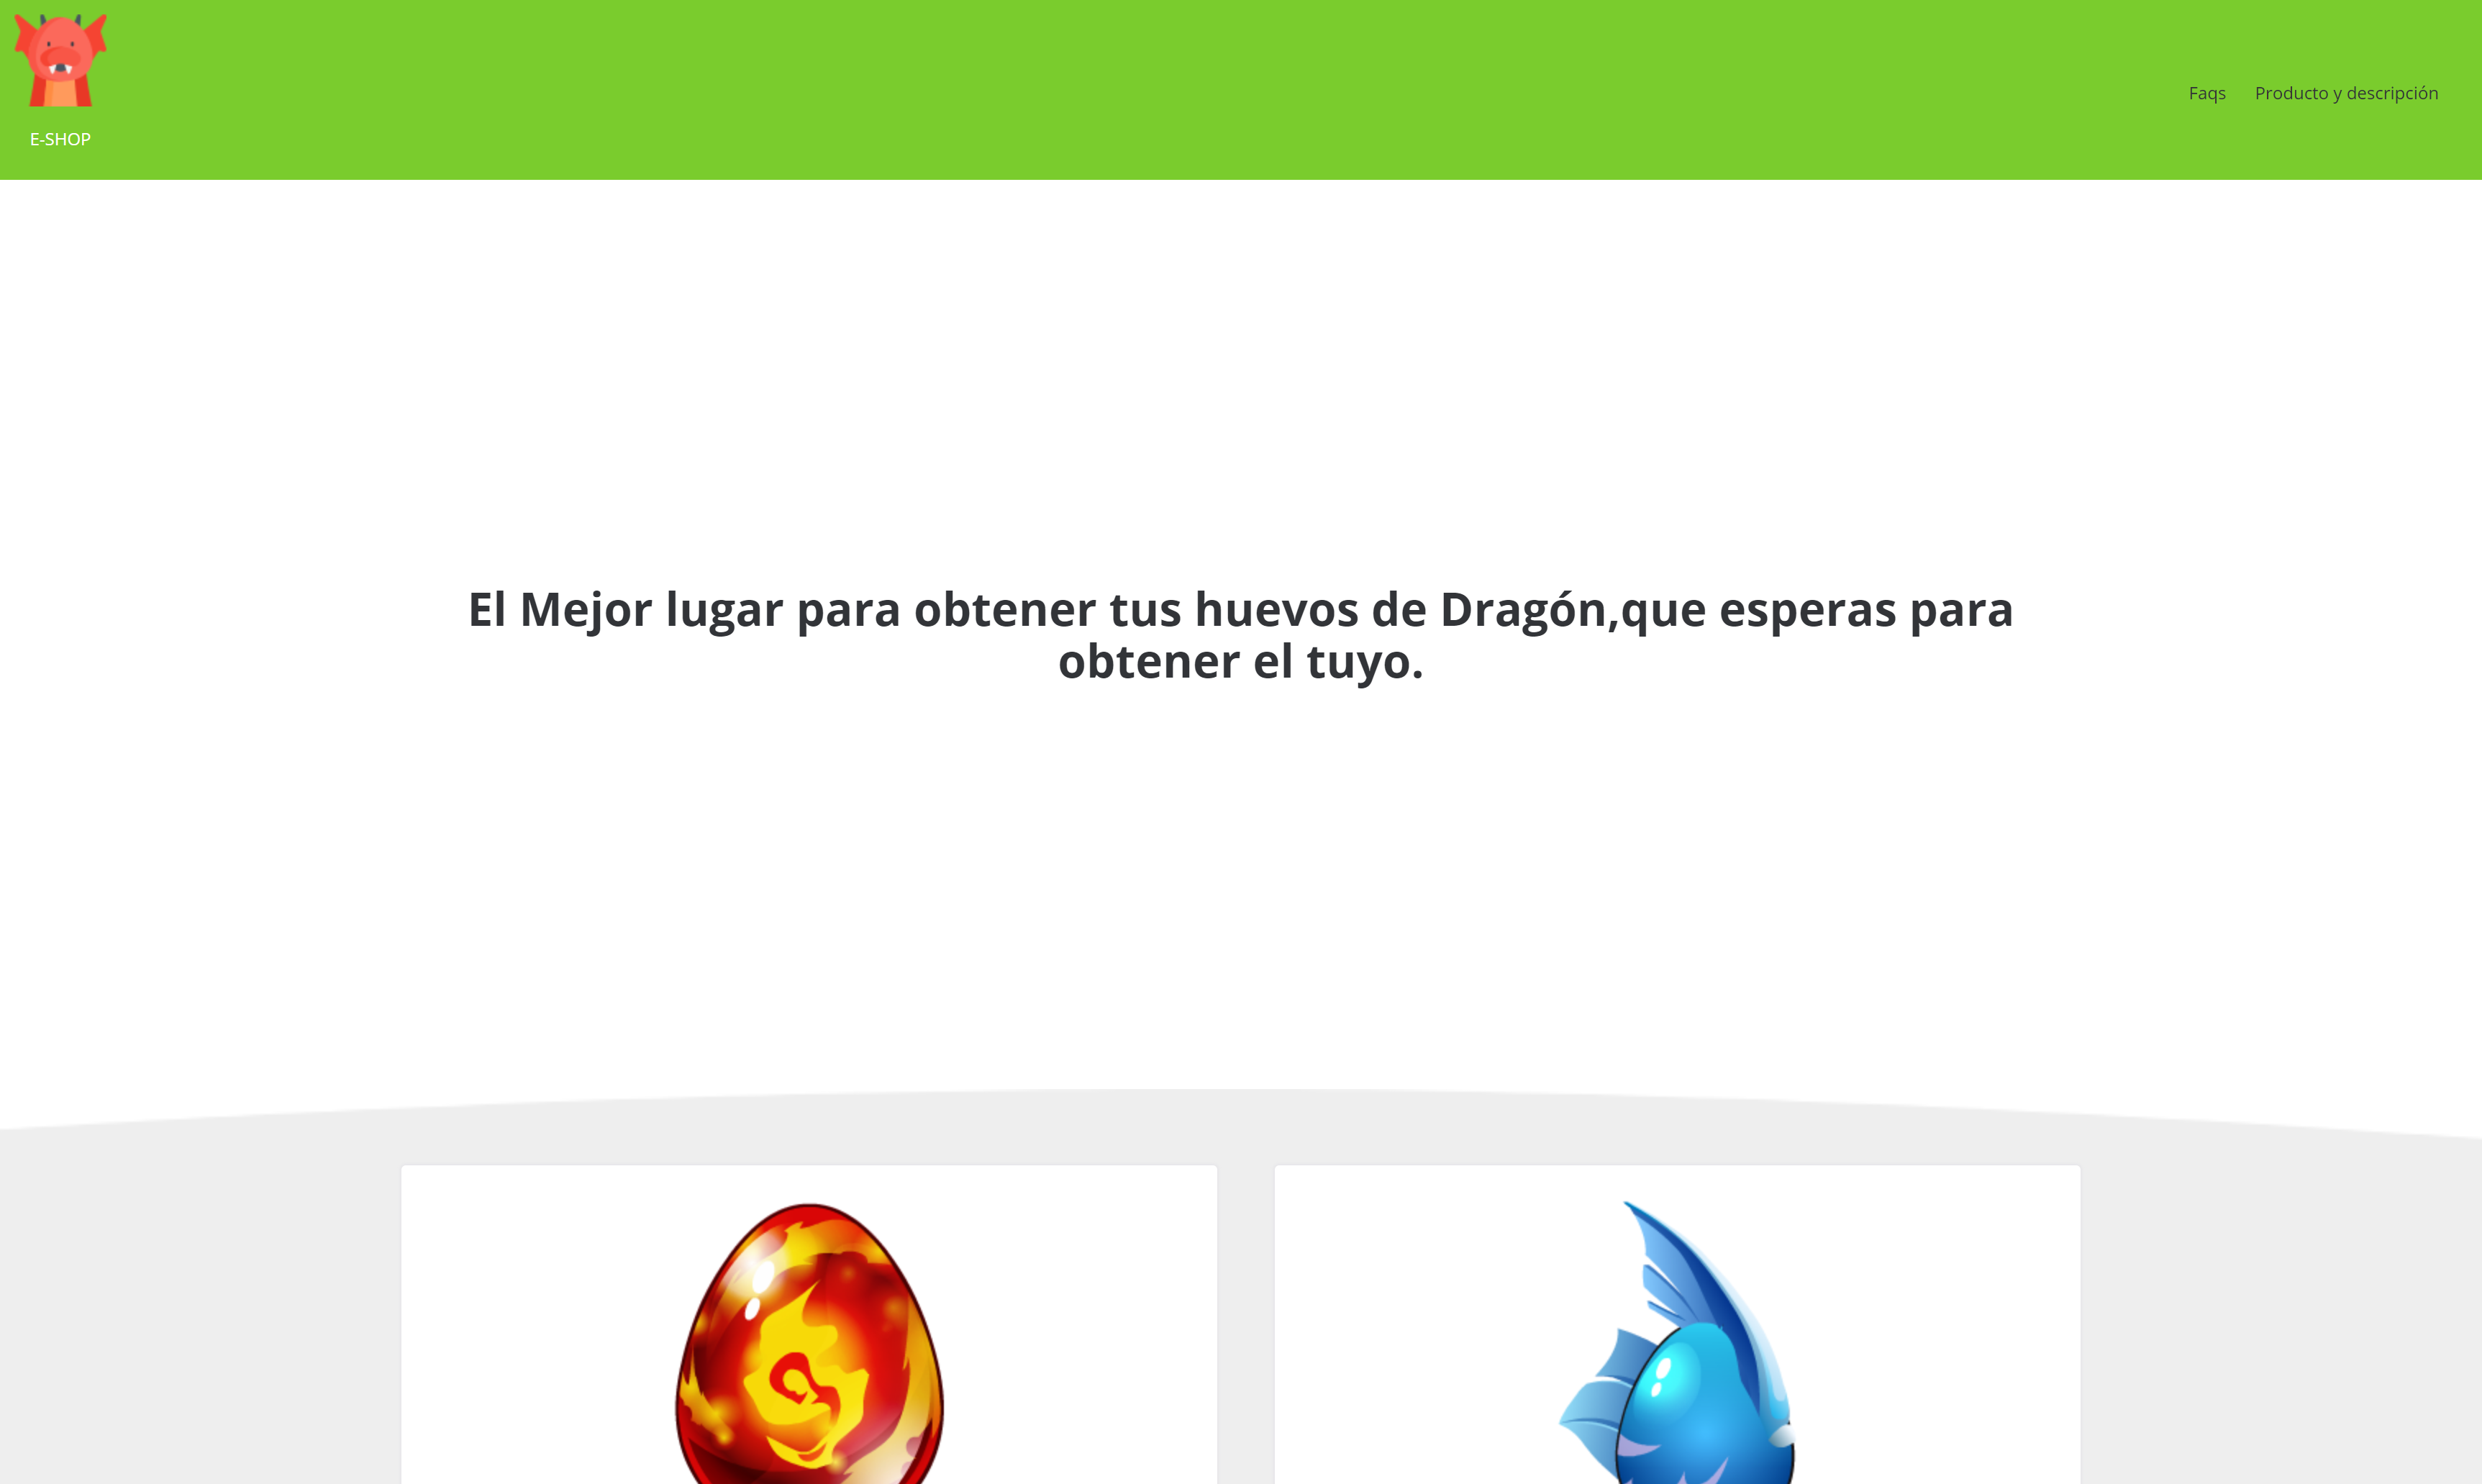 E-SHOP
Faqs
Producto y descripción
El Mejor lugar para obtener tus huevos de Dragón,que esperas para
obtener el tuyo.